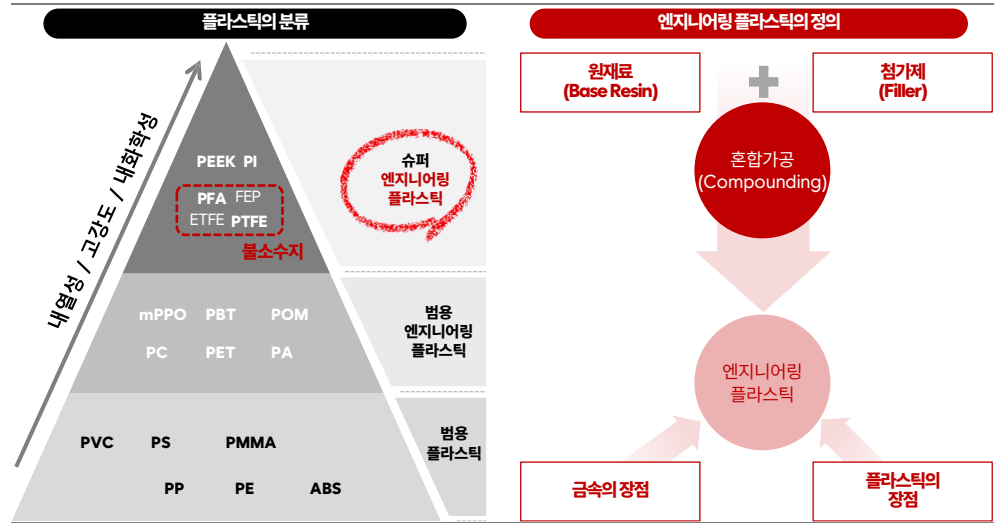 플라스틱의 분류
내열성 / 고강도 / 내화학성
PEEK PI
PFA FEP
ETFE PTFE
불소수지
슈퍼
엔지니어링
플라스틱
mPPO PBT POM
PC PET PA
범용
엔지니어링
플라스틱
PVC PS PMMA
PP PE ABS
범용
플라스틱
엔지니어링 플라스틱의 정의
원재료
(Base Resin)
첨가제
(Filler)
혼합가공
(Compounding)
엔지니어링
플라스틱
금속의 장점
플라스틱의
장점